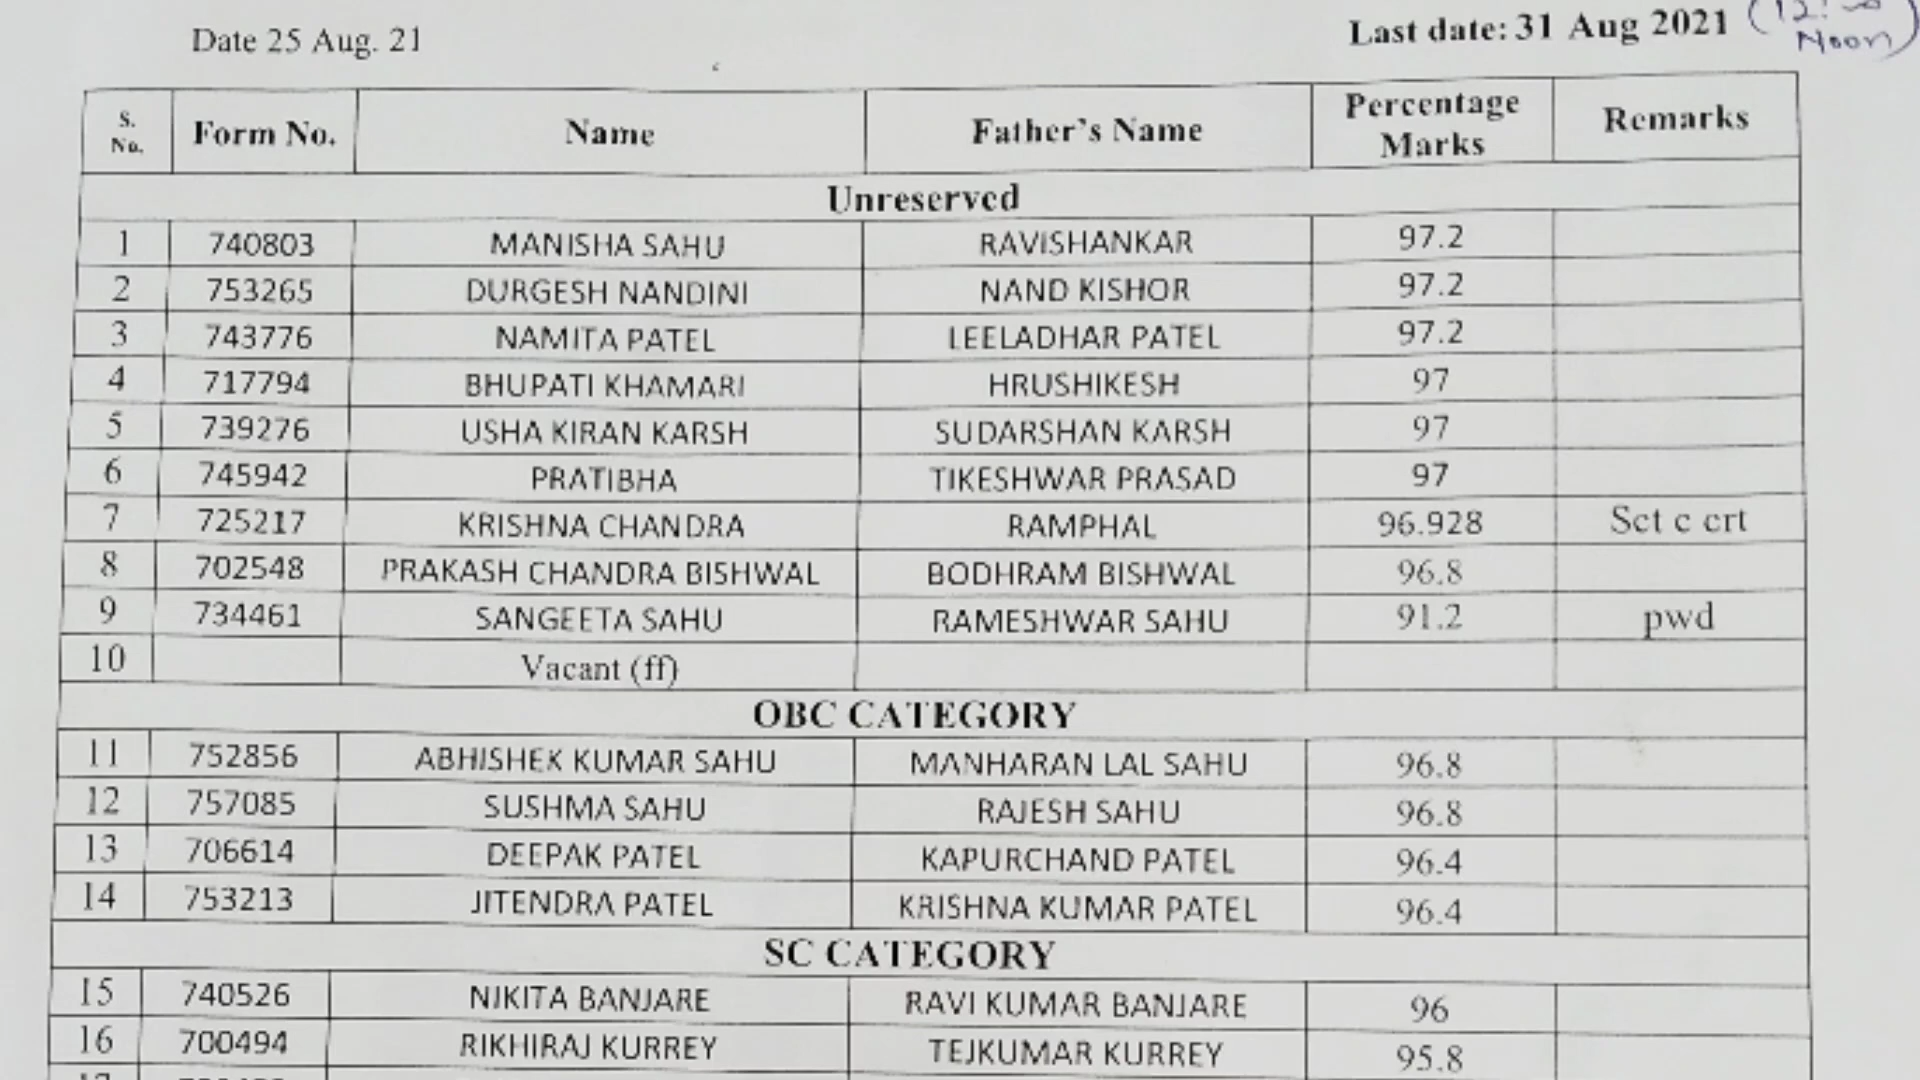 Date 25 Aug. 21
Last date: 31 Aug 2021
Noon)
S. No. Form No. Name Father's Name Percentage Marks Remarks
Unreserved
1 740803 MANISHA SAHU RAVISHANKAR 97.2
2 753265 DURGESH NANDINI NAND KISHOR 97.2
3 743776 NAMITA PATEL LEELADHAR PATEL 97.2
4 717794 BHUPATI KHAMARI HRUSHIKESH 97
5 739276 USHA KIRAN KARSH SUDARSHAN KARSH 97
6 745942 PRATIBHA TIKESHWAR PRASAD 97
7 725217 KRISHNA CHANDRA RAMPHAL 96.928 Sct c crt
8 702548 PRAKASH CHANDRA BISHWAL BODHRAM BISHWAL 96.8
9 734461 SANGEETA SAHU RAMESHWAR SAHU 91.2 pwd
10 Vacant (ff)
OBC CATEGORY
11 752856 ABHISHEK KUMAR SAHU MANHARAN LAL SAHU 96.8
12 757085 SUSHMA SAHU RAJESH SAHU 96.8
13 706614 DEEPAK PATEL KAPURCHAND PATEL 96.4
14 753213 JITENDRA PATEL KRISHNA KUMAR PATEL 96.4
SC CATEGORY
15 740526 NIKITA BANJARE RAVI KUMAR BANJARE 96
16 700494 RIKHIRAJ KURREY TEJKUMAR KURREY 95.8